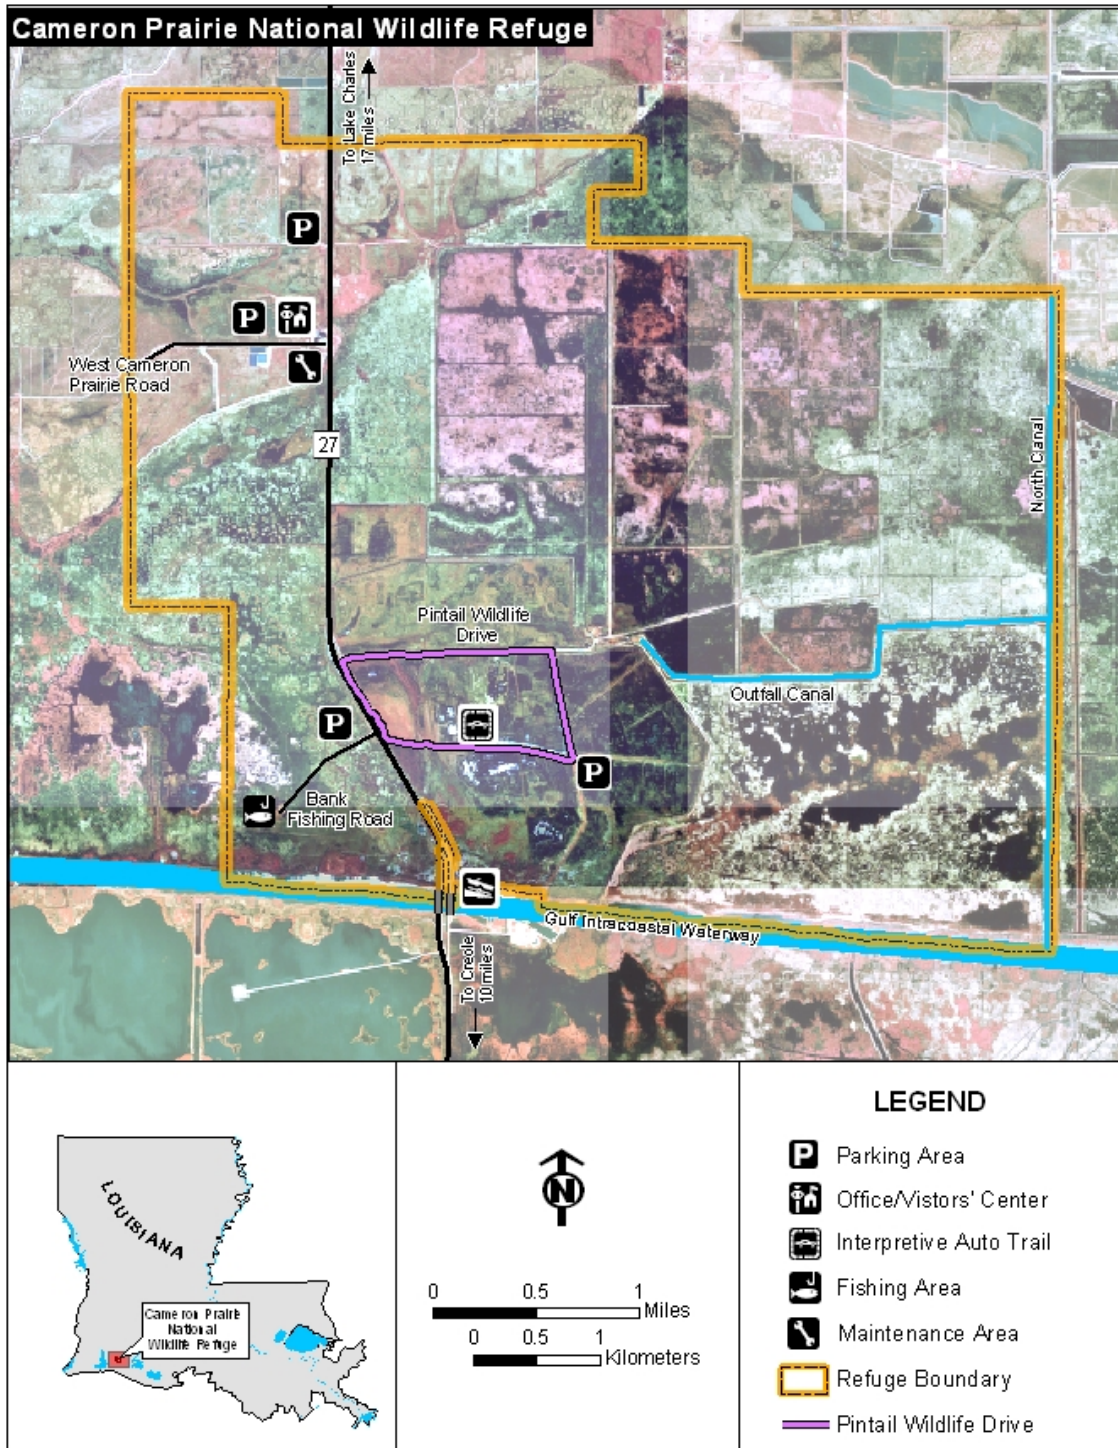 Cameron Prairie National Wildlife Refuge
To Lake Charles
17 miles
P
P
West Cameron
Prairie Road
27
North Canal
Pintail Wildlife
Drive
Outfall Canal
P
P
Bank
Fishing Road
Gulf Intracoastal Waterway
To Creole
10 miles
LOUISIANA
Cameron Prairie
National
Wildlife Refuge
N
0 0.5 1
Miles
0 0.5 1
Kilometers
LEGEND
P Parking Area
Office/Vistors' Center
Interpretive Auto Trail
Fishing Area
Maintenance Area
Refuge Boundary
Pintail Wildlife Drive